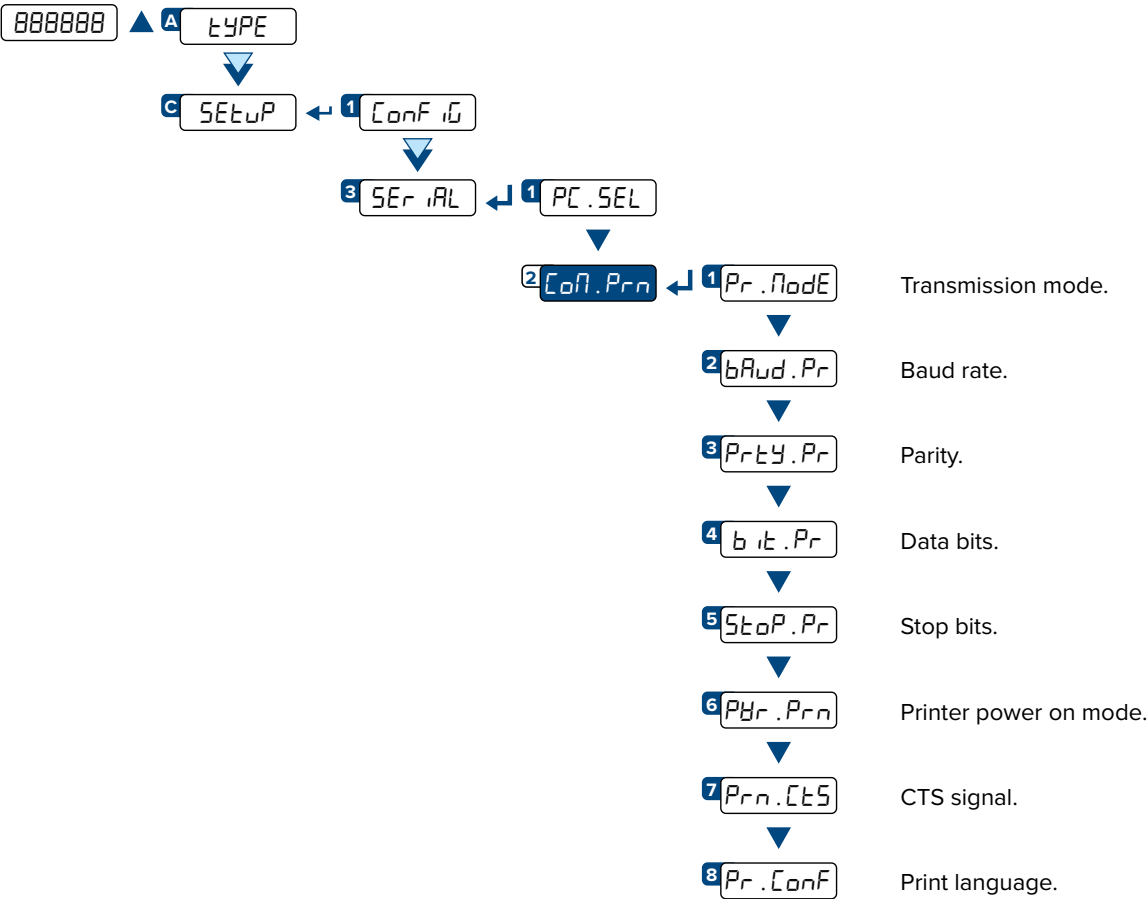 888888 A tYPE
C SEtuP 1 ConFiG
3 SEriAL 1 PC.SEL
2 CoM.Prn 1 Pr.ModE Transmission mode.
2 bAud.Pr Baud rate.
3 PrtY.Pr Parity.
4 bit.Pr Data bits.
5 StoP.Pr Stop bits.
6 PWr.Prn Printer power on mode.
7 Prn.CtS CTS signal.
8 Pr.ConF Print language.